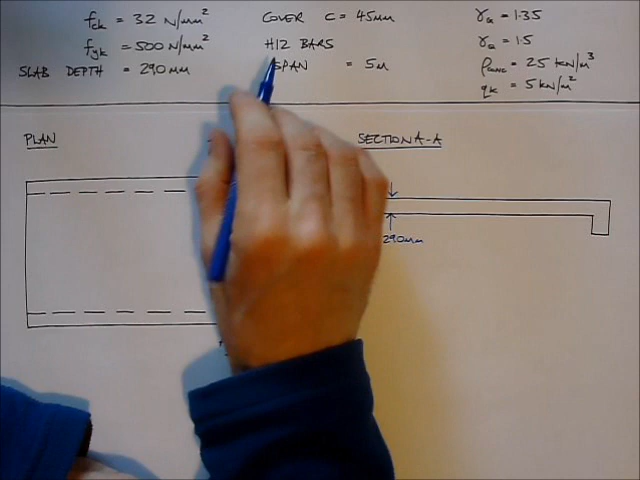 fck = 32 N/mm²
fyk = 500 N/mm²
SLAB DEPTH = 290mm
COVER C = 45mm
H12 BARS
SPAN = 5m
γG = 1.35
γQ = 1.5
ρconc = 25 kN/m³
qk = 5 kN/m²
PLAN
SECTION A-A
290mm